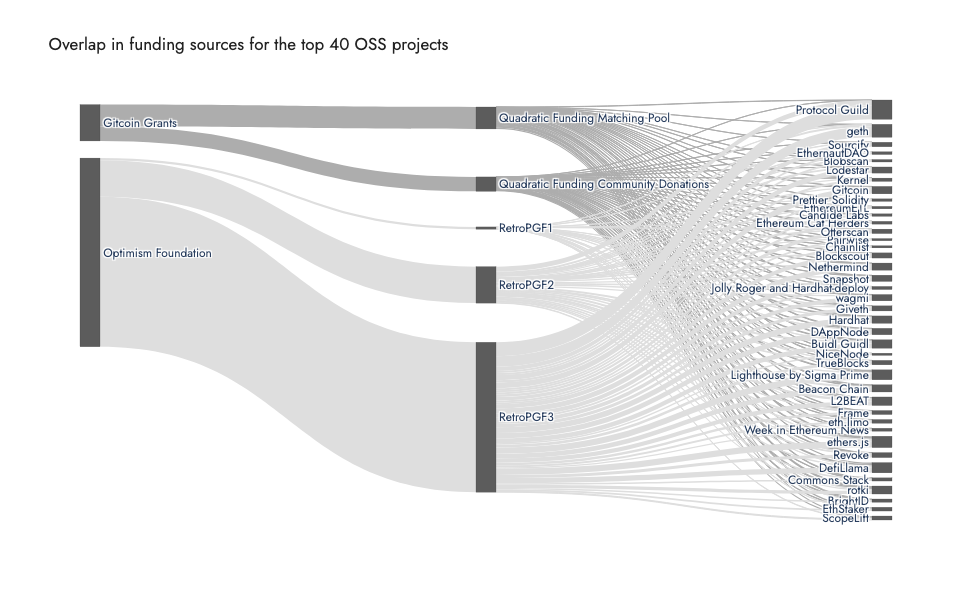 Overlap in funding sources for the top 40 OSS projects
Gitcoin Grants
Optimism Foundation
Quadratic Funding Matching Pool
Quadratic Funding Community Donations
RetroPGF1
RetroPGF2
RetroPGF3
Protocol Guild
geth
Sourcify
EthernautDAO
Blobscan
Lodestar
Kernel
Gitcoin
Prettier Solidity
EthereumETL
Candide Labs
Ethereum Cat Herders
Otterscan
Pairwise
Chainlist
Blockscout
Nethermind
Snapshot
Jolly Roger and Hardhat-deploy
wagmi
Giveth
Hardhat
DAppNode
Buidl Guidl
NiceNode
TrueBlocks
Lighthouse by Sigma Prime
Beacon Chain
L2BEAT
Frame
eth.limo
Week in Ethereum News
ethers.js
Revoke
DefiLlama
Commons Stack
rotki
BrightID
EthStaker
ScopeLift